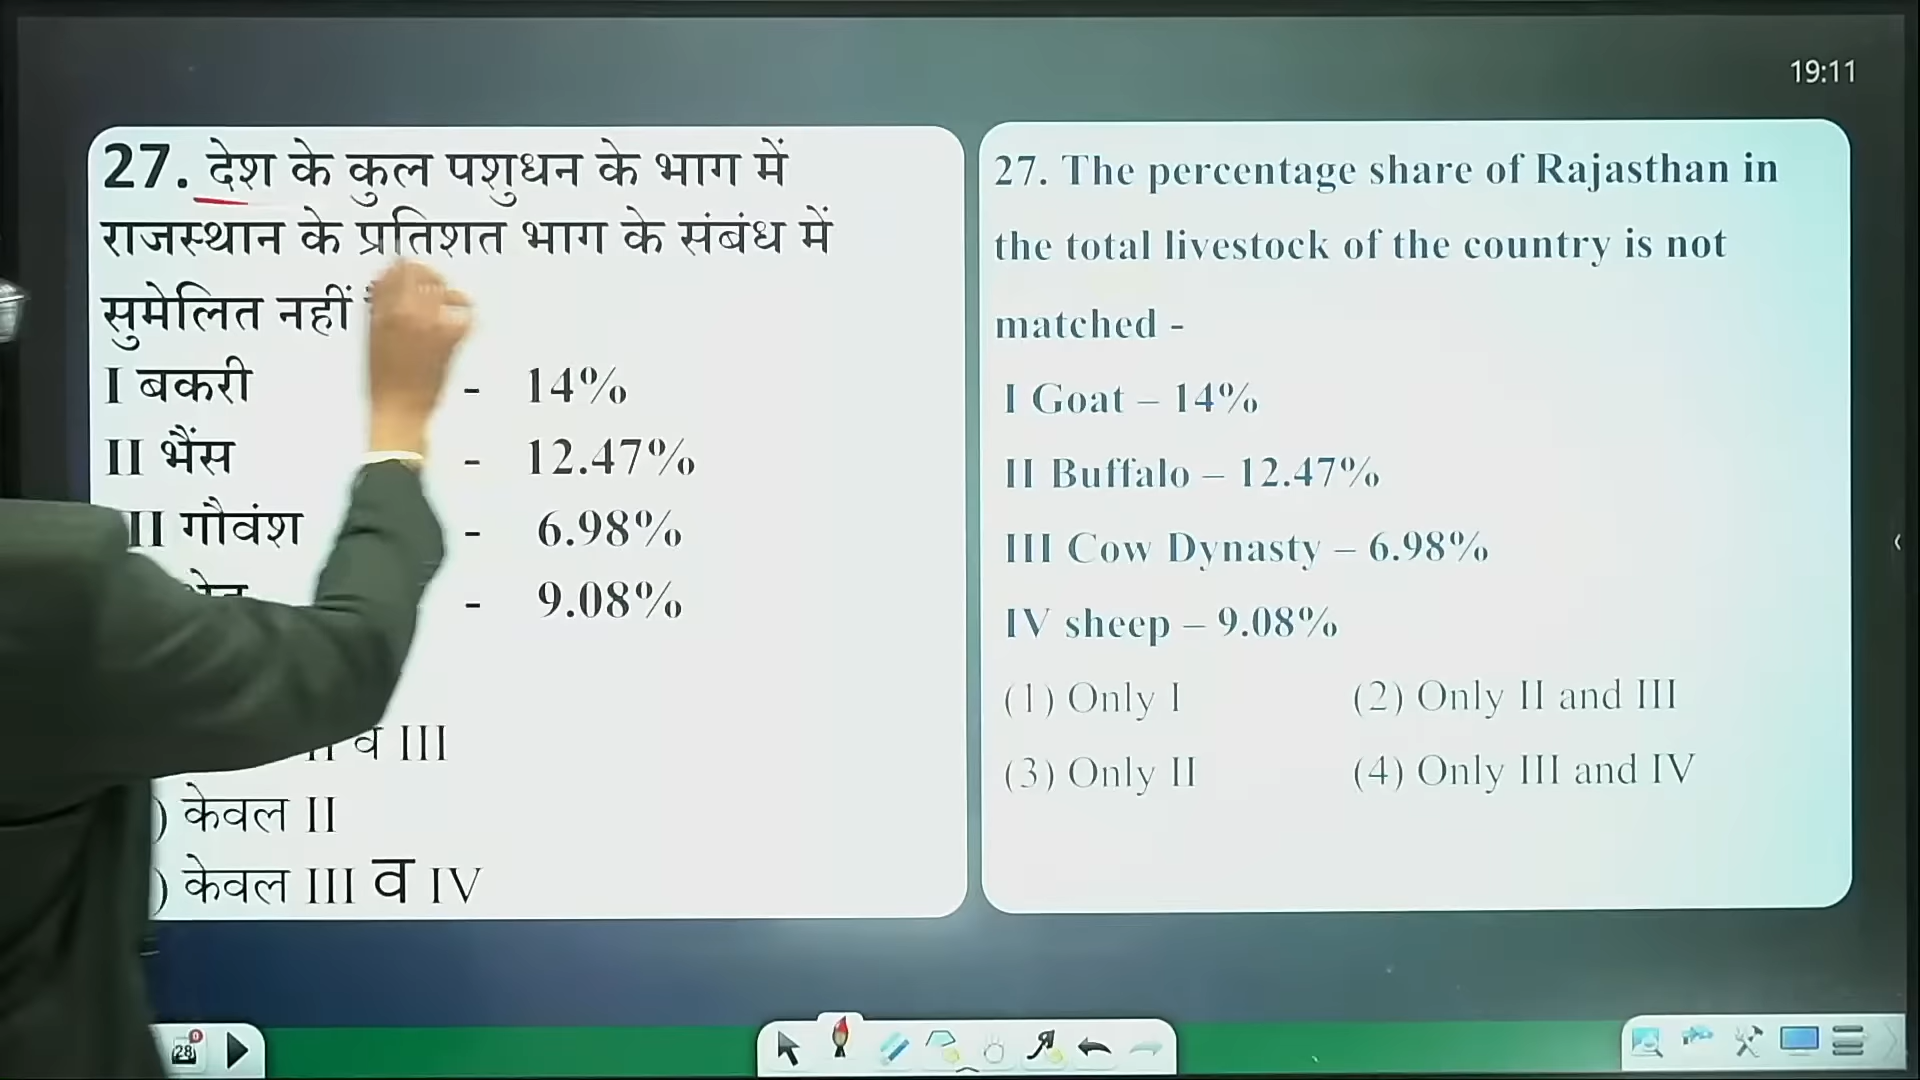 19:11
27. देश के कुल पशुधन के भाग में
राजस्थान के प्रतिशत भाग के संबंध में
सुमेलित नहीं
I बकरी - 14%
II भैंस - 12.47%
II गौवंश - 6.98%
- 9.08%
व III
) केवल II
) केवल III व IV
27. The percentage share of Rajasthan in
the total livestock of the country is not
matched -
I Goat – 14%
II Buffalo – 12.47%
III Cow Dynasty – 6.98%
IV sheep – 9.08%
(1) Only I (2) Only II and III
(3) Only II (4) Only III and IV
28